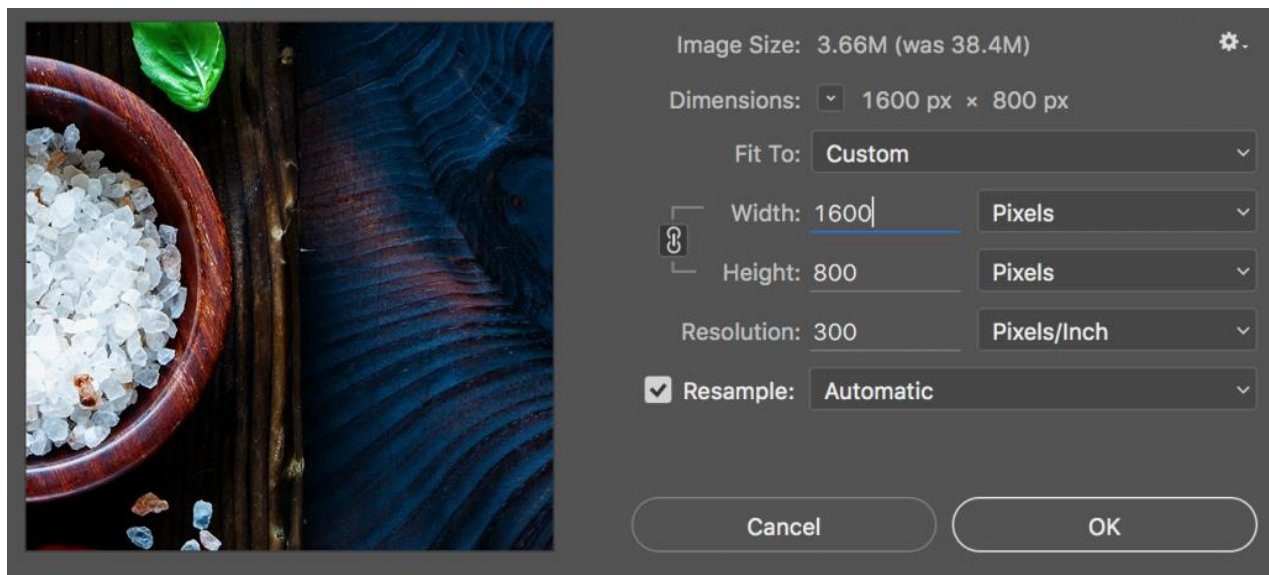 Image Size: 3.66M (was 38.4M)
Dimensions: 1600 px × 800 px
Fit To: Custom
Width: 1600 Pixels
Height: 800 Pixels
Resolution: 300 Pixels/Inch
Resample: Automatic
Cancel OK